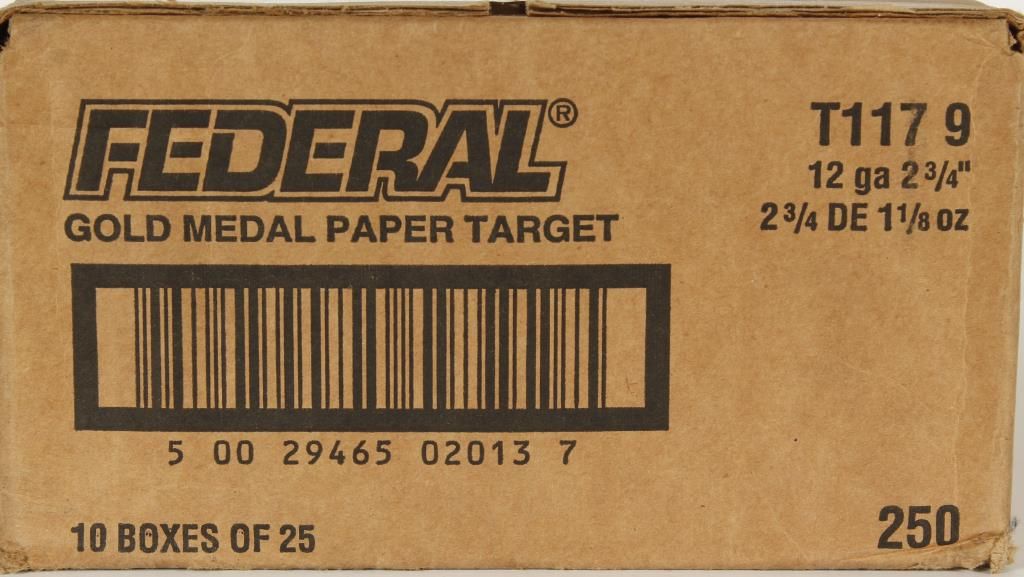 FEDERAL®
GOLD MEDAL PAPER TARGET
T117 9
12 ga 2 3/4"
2 3/4 DE 1 1/8 oz
5 00 29465 02013 7
10 BOXES OF 25
250